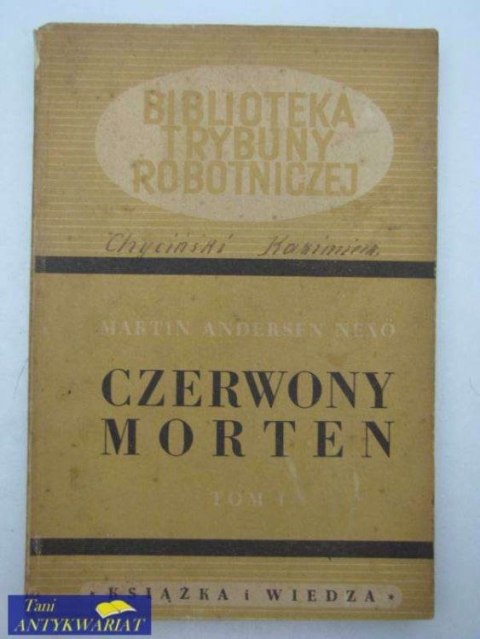 BIBLIOTEKA
TRYBUNY
ROBOTNICZEJ
Chyciński Kazimierz
MARTIN ANDERSEN NEXÖ
CZERWONY
MORTEN
TOM I
* KSIĄŻKA i WIEDZA *
Tani
ANTYKWARIAT